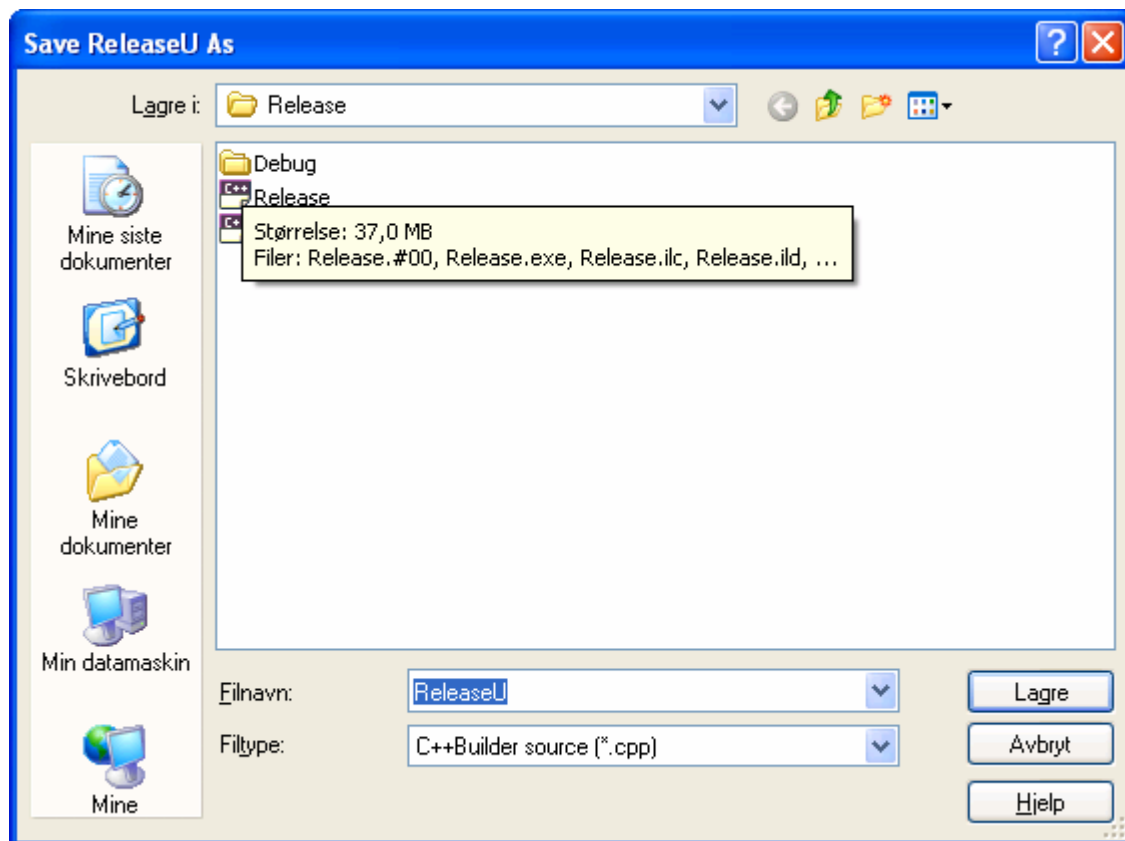 Save ReleaseU As
Lagre i:
Release
Debug
C++
Release
Størrelse: 37,0 MB
Filer: Release.#00, Release.exe, Release.ilc, Release.ild, ...
Mine siste
dokumenter
Skrivebord
Mine
dokumenter
Min datamaskin
Mine
Filnavn:
ReleaseU
Lagre
Filtype:
C++Builder source (*.cpp)
Avbryt
Hjelp